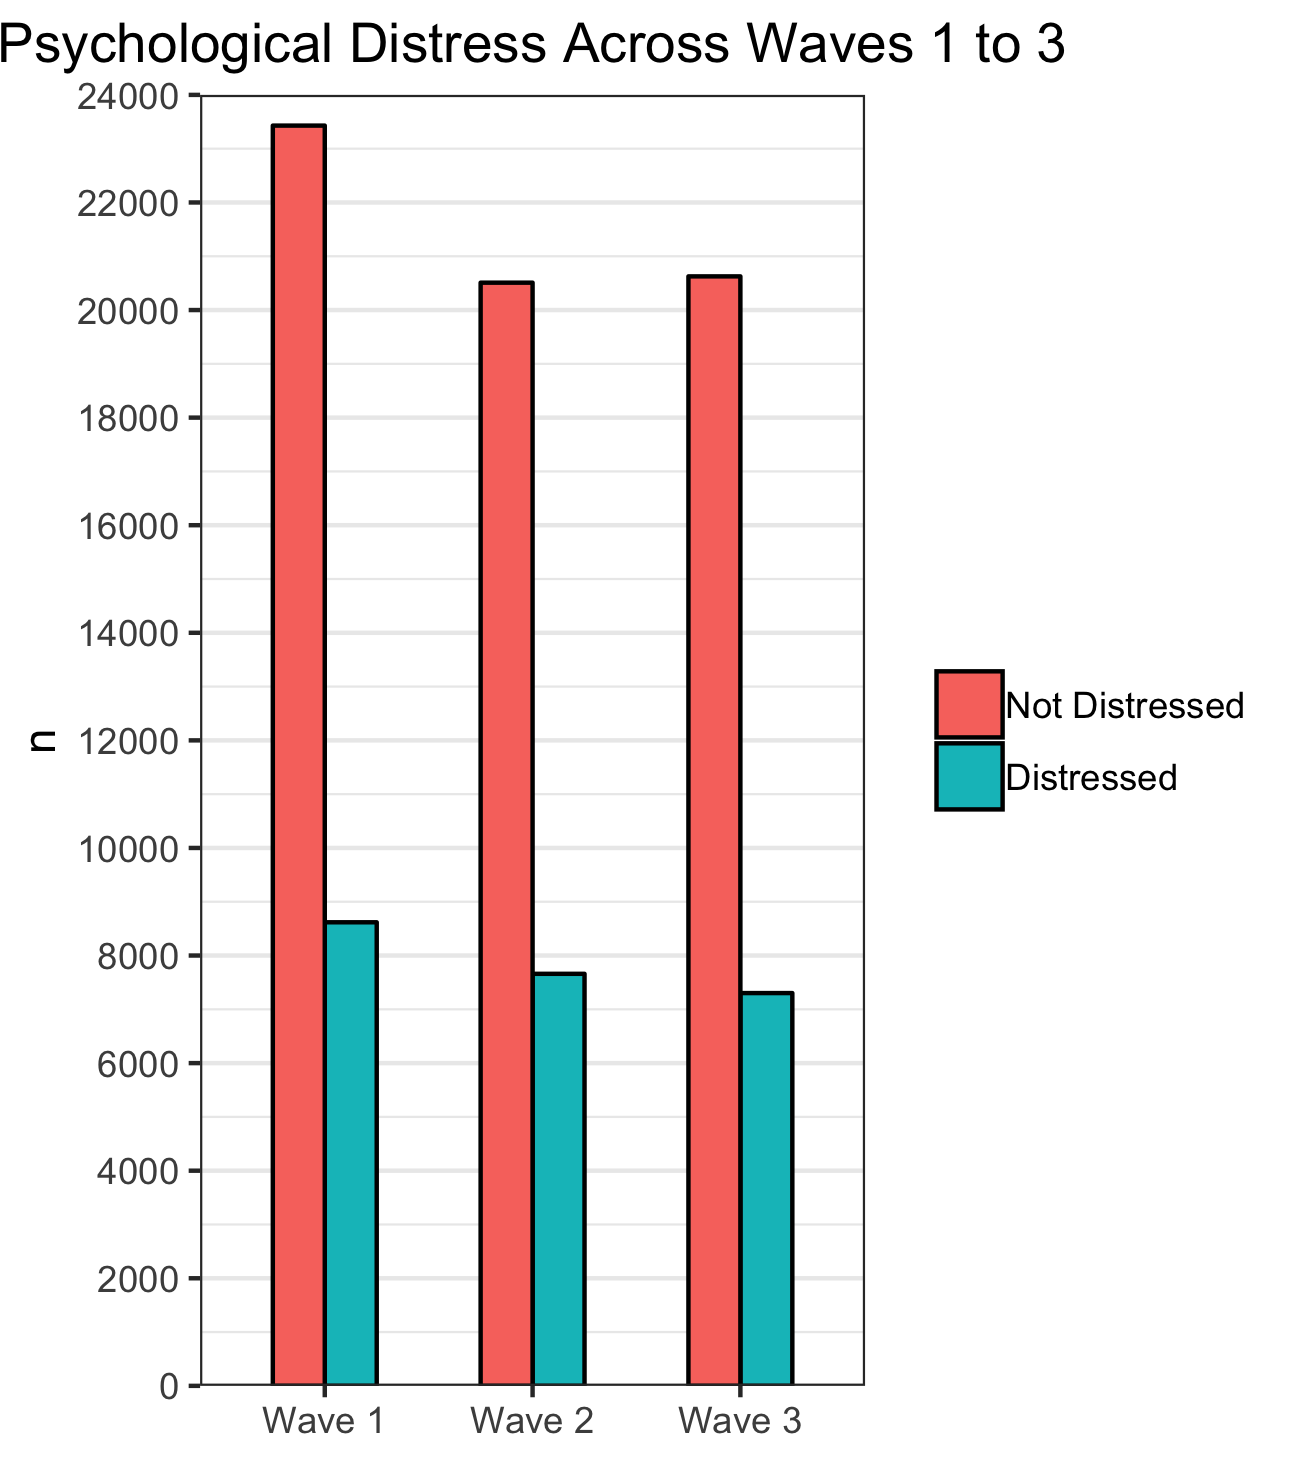 Psychological Distress Across Waves 1 to 3
24000
22000
20000
18000
16000
14000
12000
10000
8000
6000
4000
2000
0
n
Wave 1 Wave 2 Wave 3
Not Distressed
Distressed